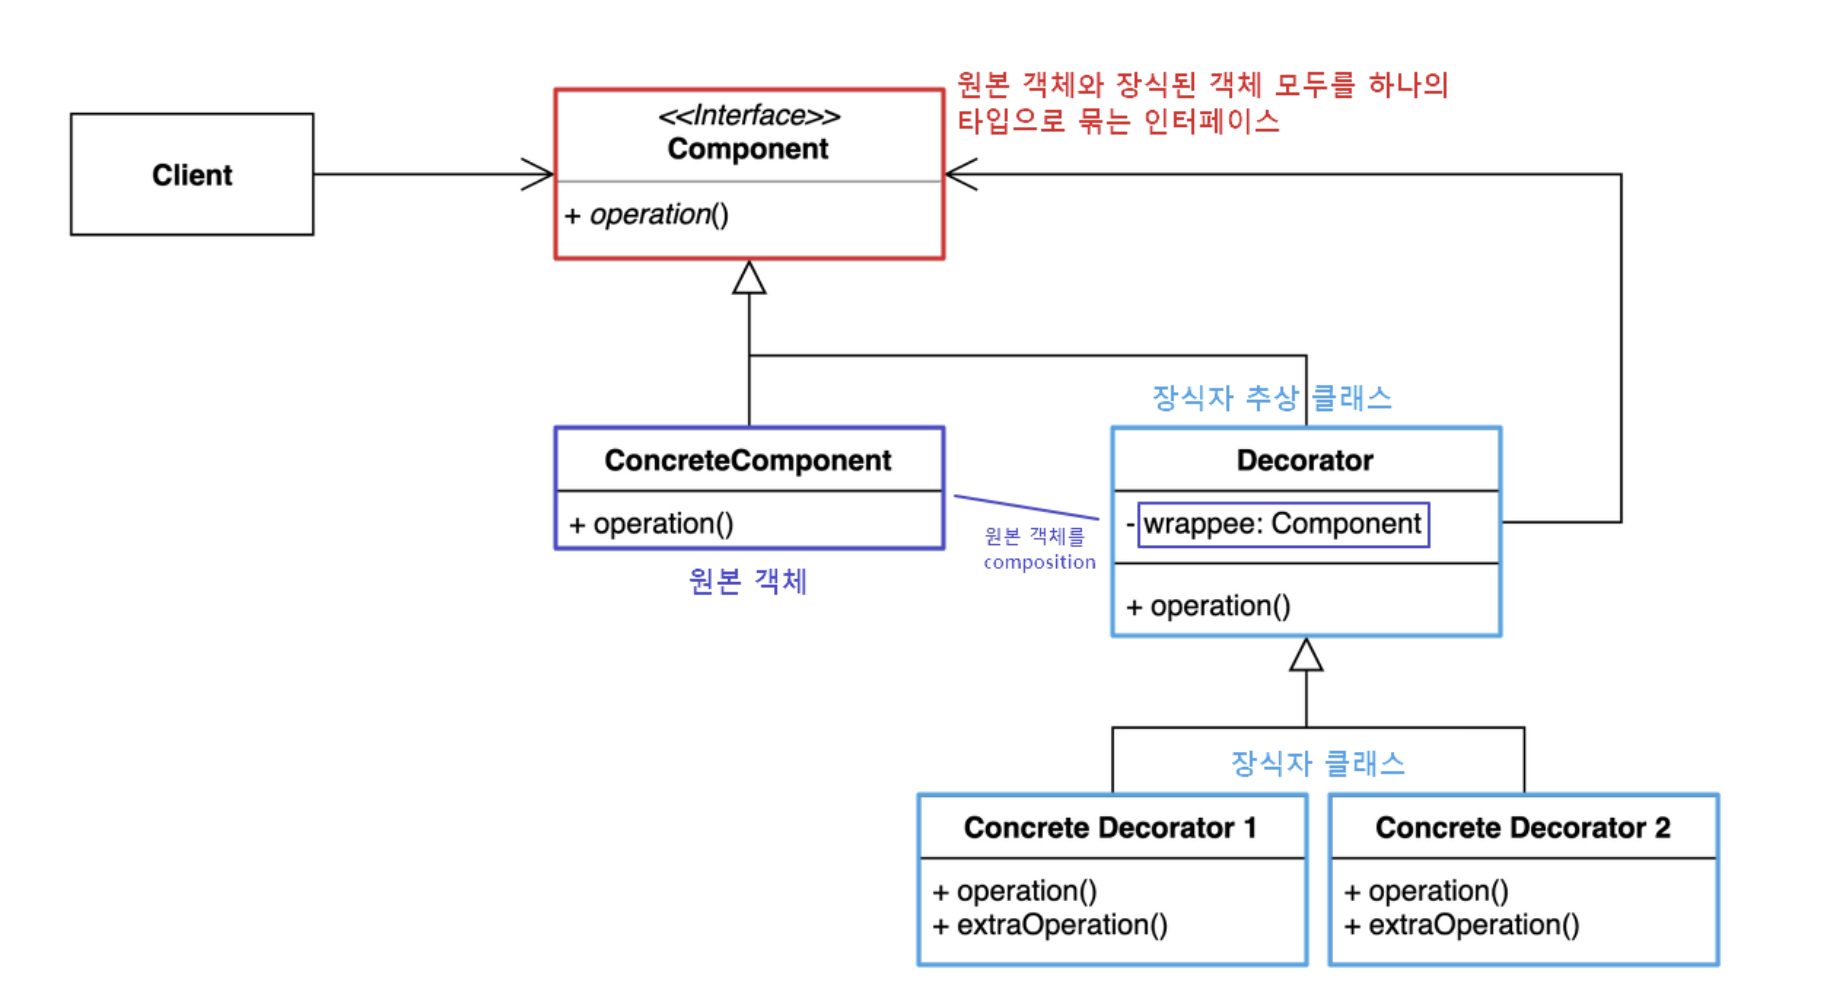 원본 객체와 장식된 객체 모두를 하나의
타입으로 묶는 인터페이스
Client
<<Interface>>
Component
+ operation()
장식자 추상 클래스
ConcreteComponent
+ operation()
원본 객체
원본 객체를
composition
Decorator
- wrappee: Component
+ operation()
장식자 클래스
Concrete Decorator 1
+ operation()
+ extraOperation()
Concrete Decorator 2
+ operation()
+ extraOperation()